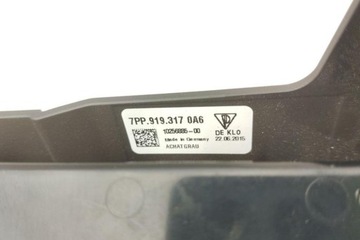 7PP.919.317 0A6
10256885-00
Made in Germany
ACHATGRAU
DE KLO
22.06.2015